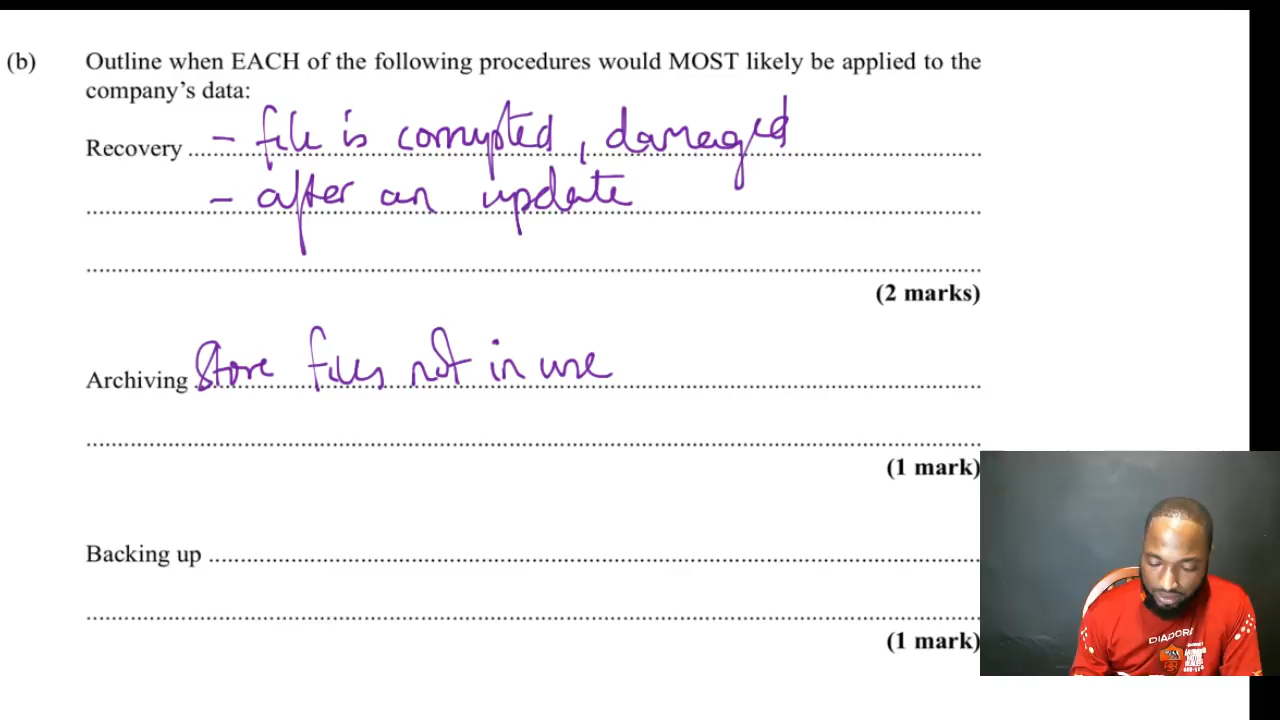 (b) Outline when EACH of the following procedures would MOST likely be applied to the
company's data:
Recovery - file is corrupted, damaged
- after an update
(2 marks)
Archiving Store files not in use
(1 mark)
Backing up
(1 mark)
DIADORA